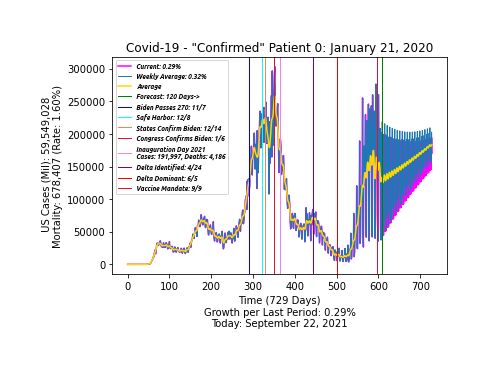 Covid-19 - "Confirmed" Patient 0: January 21, 2020
Current: 0.29%
Weekly Average: 0.32%
Average
Forecast: 120 Days->
Biden Passes 270: 11/7
Safe Harbor: 12/8
States Confirm Biden: 12/14
Congress Confirms Biden: 1/6
Inauguration Day 2021
Cases: 191,997, Deaths: 4,186
Delta Identified: 4/24
Delta Dominant: 6/5
Vaccine Mandate: 9/9
300000
250000
200000
150000
100000
50000
0
US Cases (Mil): 59,549,028
Mortality: 878,407 (Rate: 1.60%)
0 100 200 300 400 500 600 700
Time (729 Days)
Growth per Last Period: 0.29%
Today: September 22, 2021